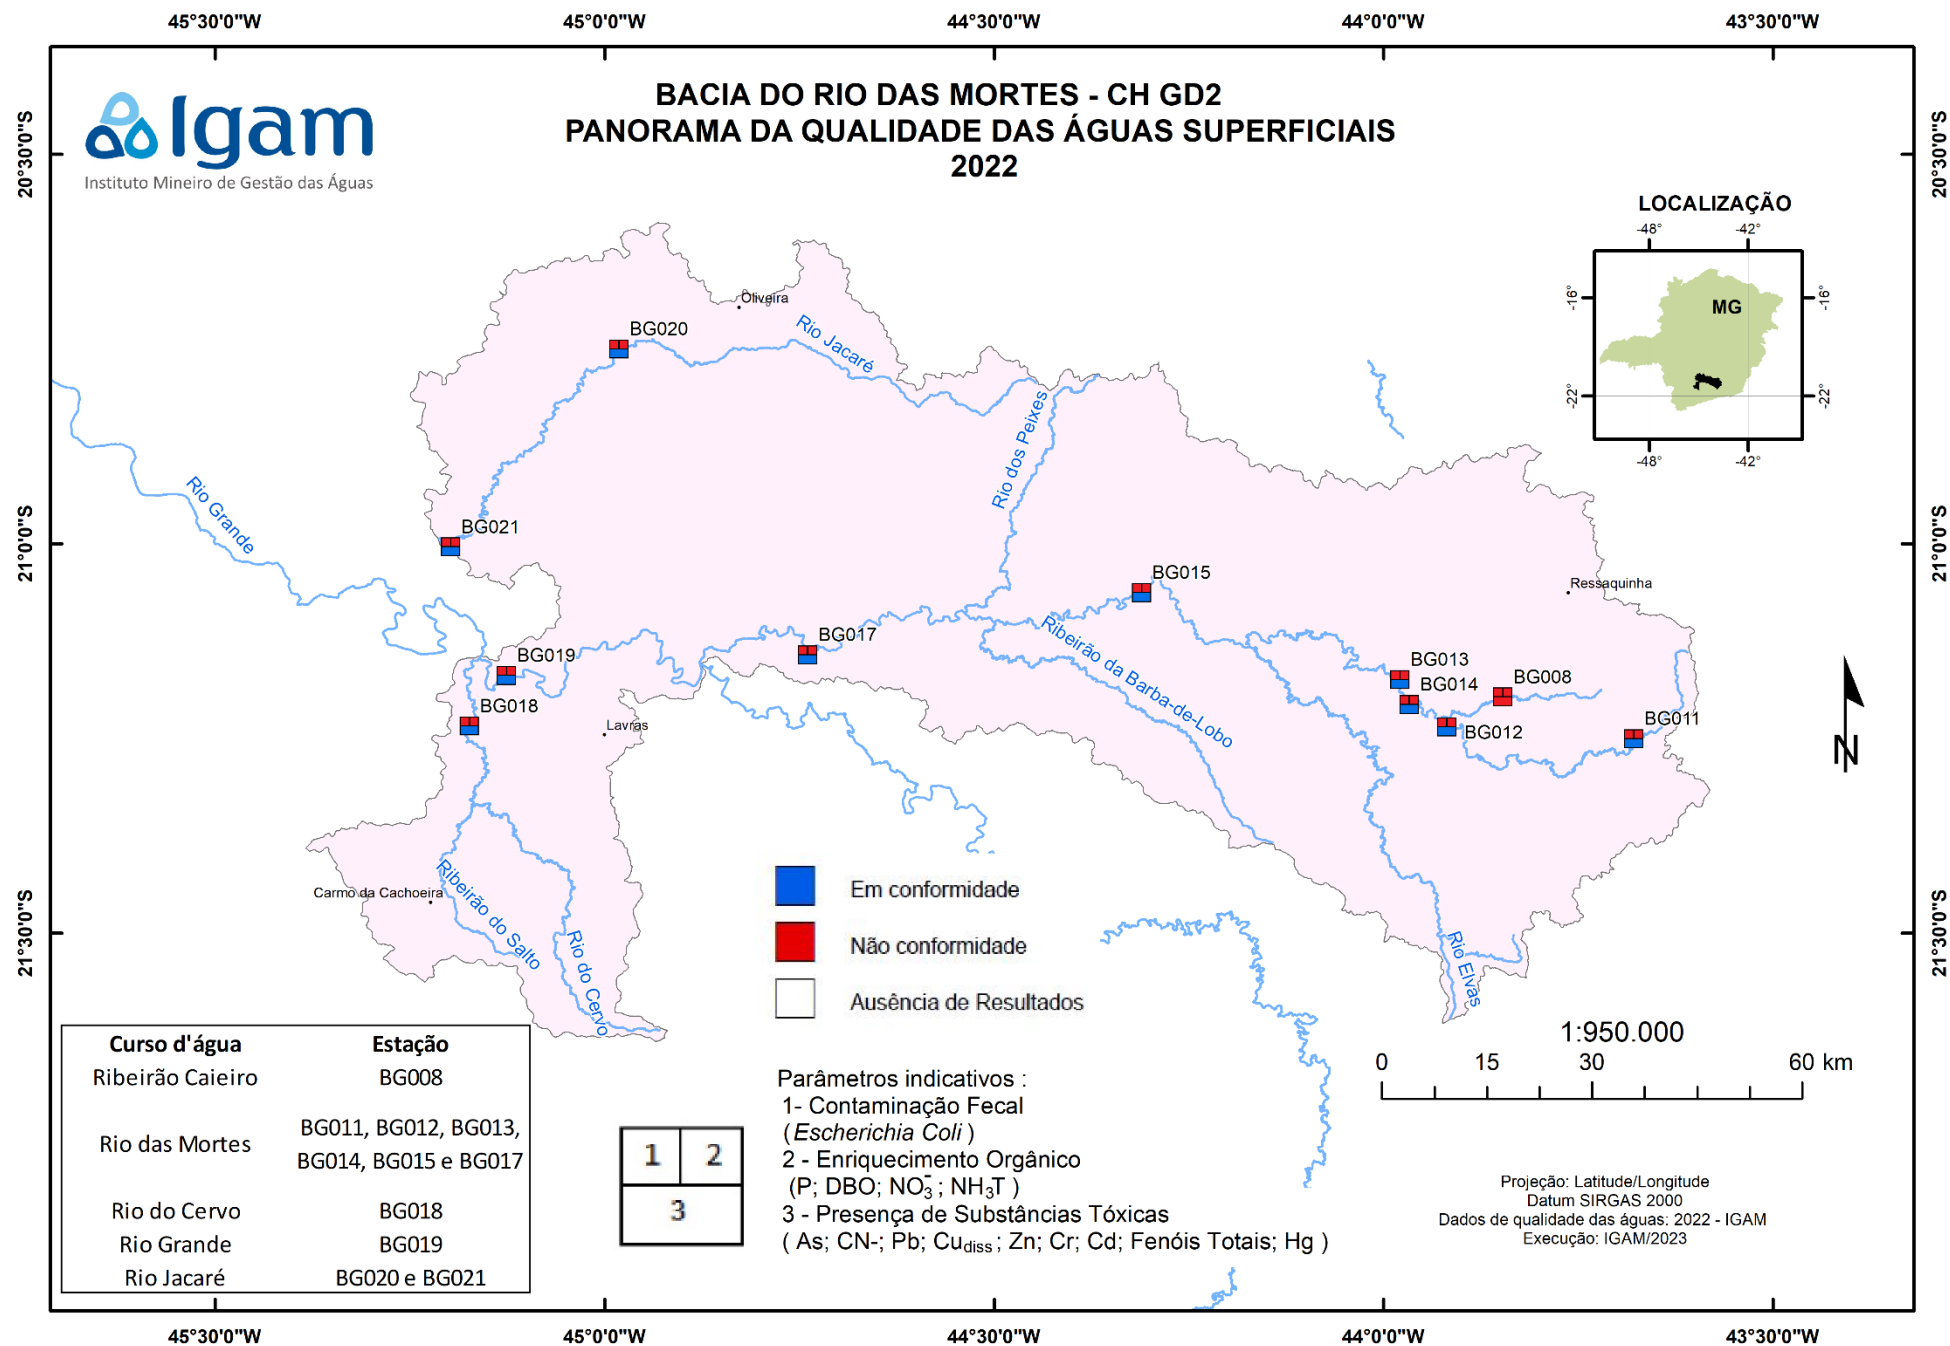 45°30'0"W 45°0'0"W 44°30'0"W 44°0'0"W 43°30'0"W
BACIA DO RIO DAS MORTES - CH GD2
PANORAMA DA QUALIDADE DAS ÁGUAS SUPERFICIAIS
2022
Igam
Instituto Mineiro de Gestão das Águas
20°30'0"S
20°30'0"S
LOCALIZAÇÃO
-48° -42°
-16°
-16°
MG
-22°
-22°
-48° -42°
Oliveira
BG020
Rio Jacaré
Rio dos Peixes
Rio Grande
BG021
21°0'0"S
21°0'0"S
BG015
Ressaquinha
BG017
Ribeirão da Barba-de-Lobo
BG019
BG013
BG008
BG014
BG018
Lavras
BG012
BG011
N
Carmo da Cachoeira
Ribeirão do Salto
Rio do Cervo
Rio Elvas
21°30'0"S
21°30'0"S
Em conformidade
Não conformidade
Ausência de Resultados
1:950.000
0 15 30 60 km
Curso d'água Estação
Ribeirão Caieiro BG008
Rio das Mortes BG011, BG012, BG013,
BG014, BG015 e BG017
Rio do Cervo BG018
Rio Grande BG019
Rio Jacaré BG020 e BG021
1 2
3
Parâmetros indicativos :
1- Contaminação Fecal
(Escherichia Coli )
2 - Enriquecimento Orgânico
(P; DBO; NO₃⁻; NH₃T )
3 - Presença de Substâncias Tóxicas
( As; CN-; Pb; Cudiss; Zn; Cr; Cd; Fenóis Totais; Hg )
Projeção: Latitude/Longitude
Datum SIRGAS 2000
Dados de qualidade das águas: 2022 - IGAM
Execução: IGAM/2023
45°30'0"W 45°0'0"W 44°30'0"W 44°0'0"W 43°30'0"W